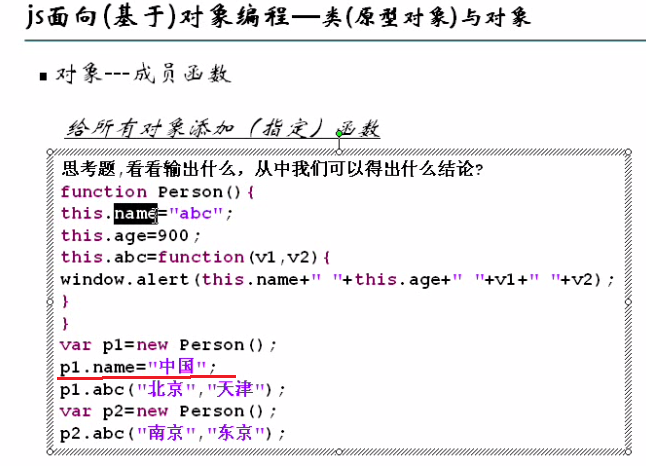 js面向(基于)对象编程—类(原型对象)与对象
对象---成员函数
给所有对象添加（指定）函数
思考题,看看输出什么，从中我们可以得出什么结论?
function Person(){
this.name="abc";
this.age=900;
this.abc=function(v1,v2){
window.alert(this.name+" "+this.age+" "+v1+" "+v2);
}
}
var p1=new Person();
p1.name="中国";
p1.abc("北京","天津");
var p2=new Person();
p2.abc("南京","东京");